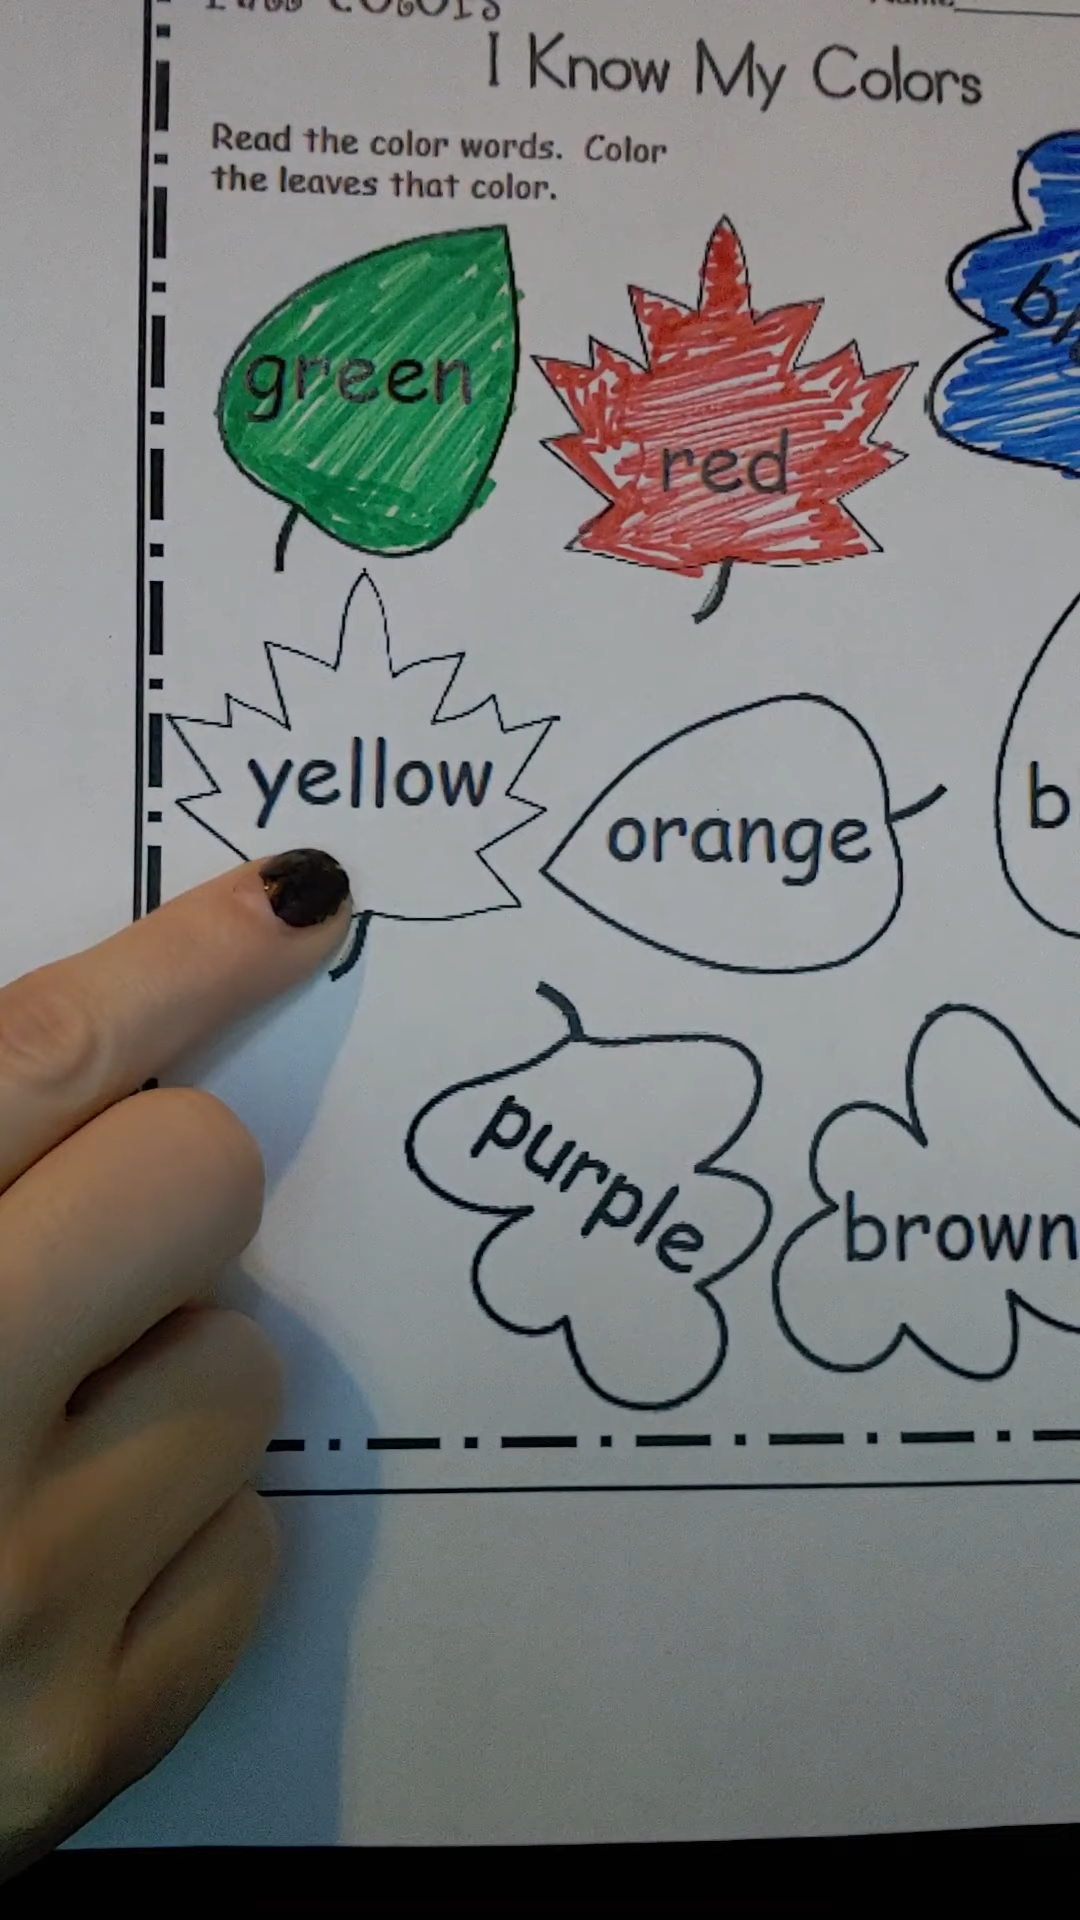 I Know My Colors
Read the color words. Color
the leaves that color.
green
red
yellow
orange
purple
brown